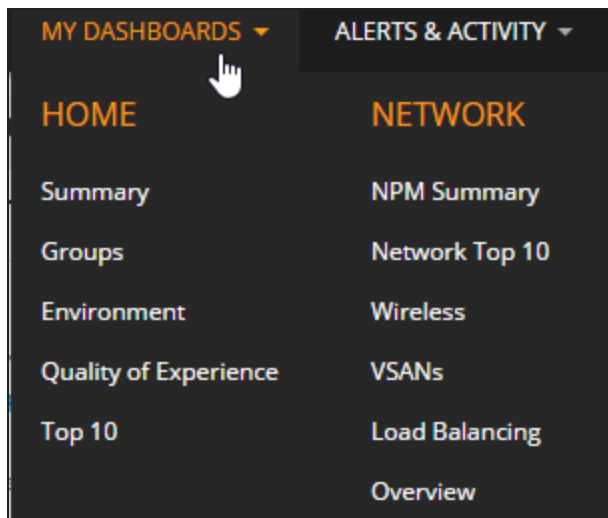 MY DASHBOARDS
ALERTS & ACTIVITY
HOME
Summary
Groups
Environment
Quality of Experience
Top 10
NETWORK
NPM Summary
Network Top 10
Wireless
VSANs
Load Balancing
Overview